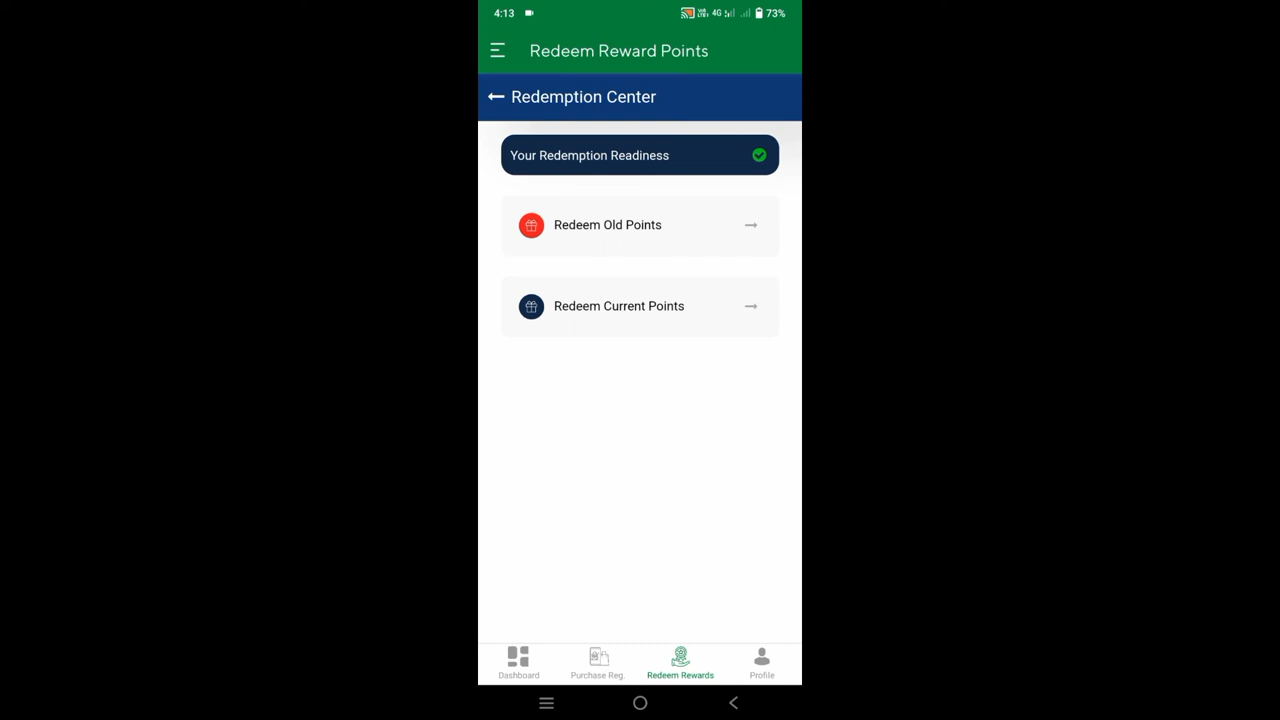 4:13
4G
73%
Redeem Reward Points
Redemption Center
Your Redemption Readiness
Redeem Old Points
Redeem Current Points
Dashboard
Purchase Reg.
Redeem Rewards
Profile